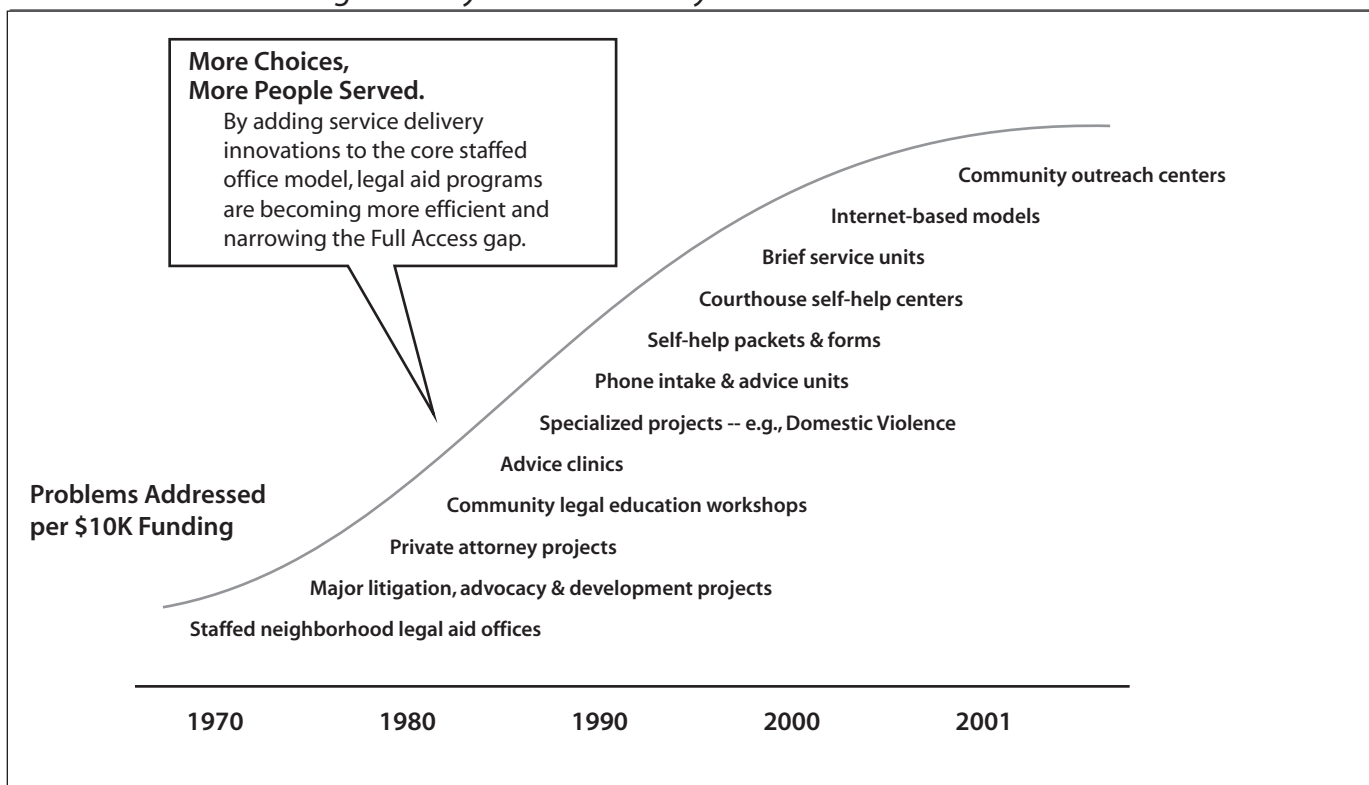 More Choices,
More People Served.
By adding service delivery
innovations to the core staffed
office model, legal aid programs
are becoming more efficient and
narrowing the Full Access gap.
Community outreach centers
Internet-based models
Brief service units
Courthouse self-help centers
Self-help packets & forms
Phone intake & advice units
Specialized projects -- e.g., Domestic Violence
Advice clinics
Problems Addressed
per $10K Funding
Community legal education workshops
Private attorney projects
Major litigation, advocacy & development projects
Staffed neighborhood legal aid offices
1970 1980 1990 2000 2001